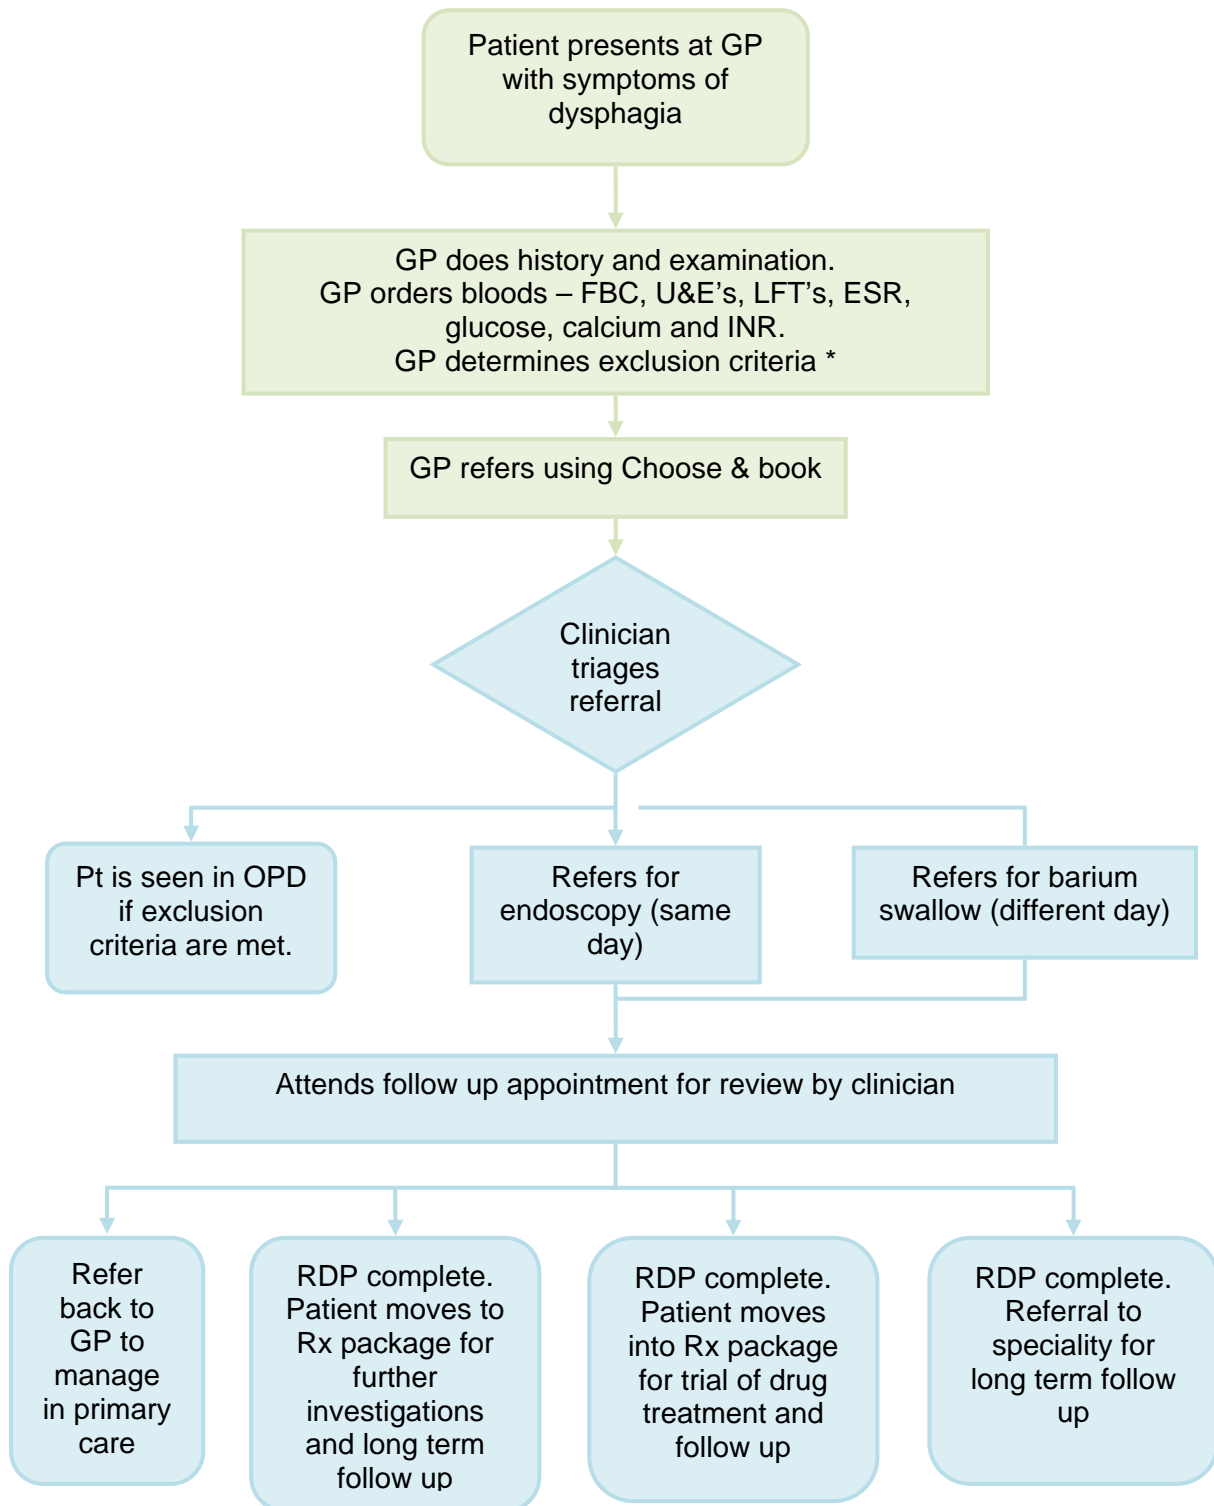 Patient presents at GP
with symptoms of
dysphagia
GP does history and examination.
GP orders bloods – FBC, U&E’s, LFT’s, ESR,
glucose, calcium and INR.
GP determines exclusion criteria *
GP refers using Choose & book
Clinician
triages
referral
Pt is seen in OPD
if exclusion
criteria are met.
Refers for
endoscopy (same
day)
Refers for barium
swallow (different day)
Attends follow up appointment for review by clinician
Refer
back to
GP to
manage
in primary
care
RDP complete.
Patient moves to
Rx package for
further
investigations
and long term
follow up
RDP complete.
Patient moves
into Rx package
for trial of drug
treatment and
follow up
RDP complete.
Referral to
speciality for
long term follow
up